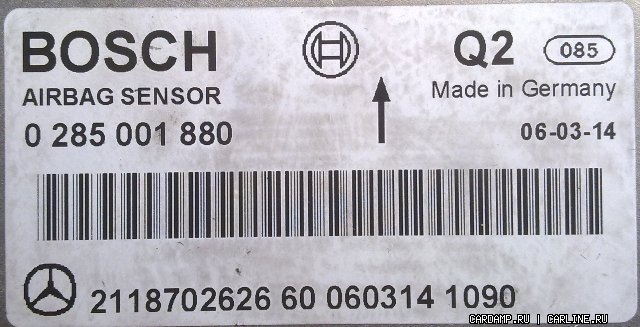 BOSCH Q2 085
AIRBAG SENSOR Made in Germany
0 285 001 880 06-03-14
2118702626 60 060314 1090
CARDAMP.RU | CARLINE.RU